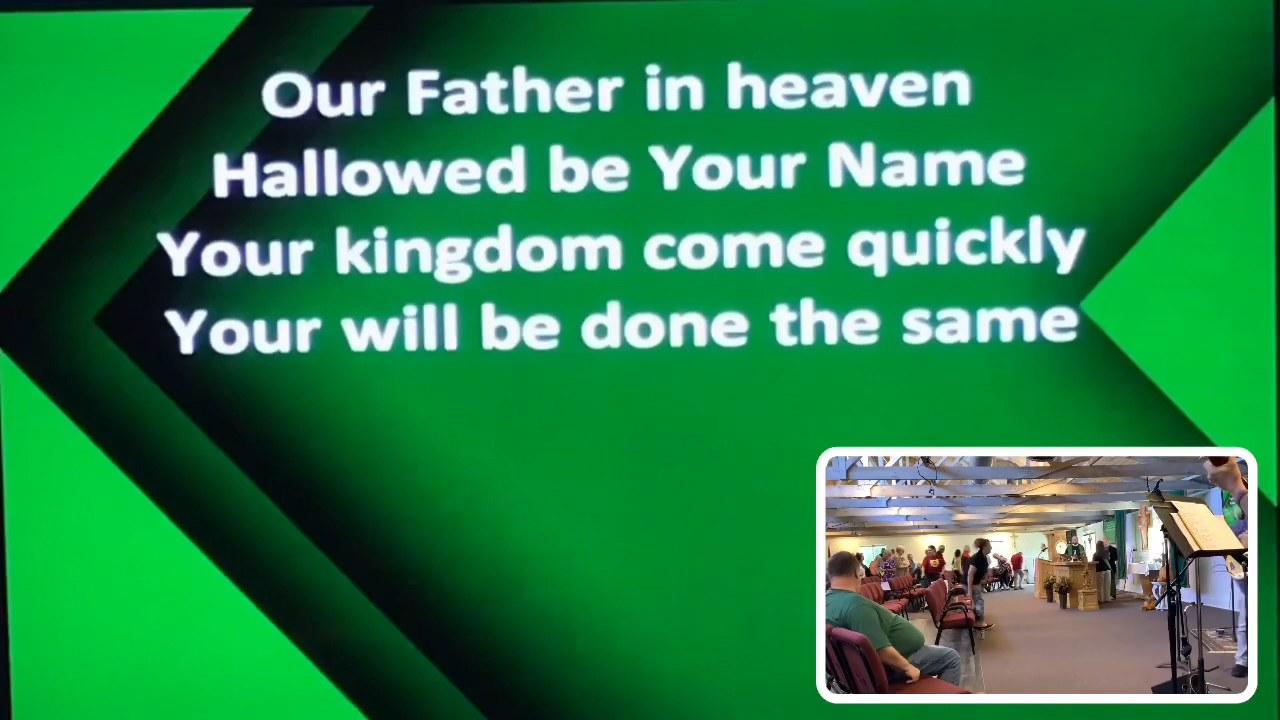 Our Father in heaven
Hallowed be Your Name
Your kingdom come quickly
Your will be done the same